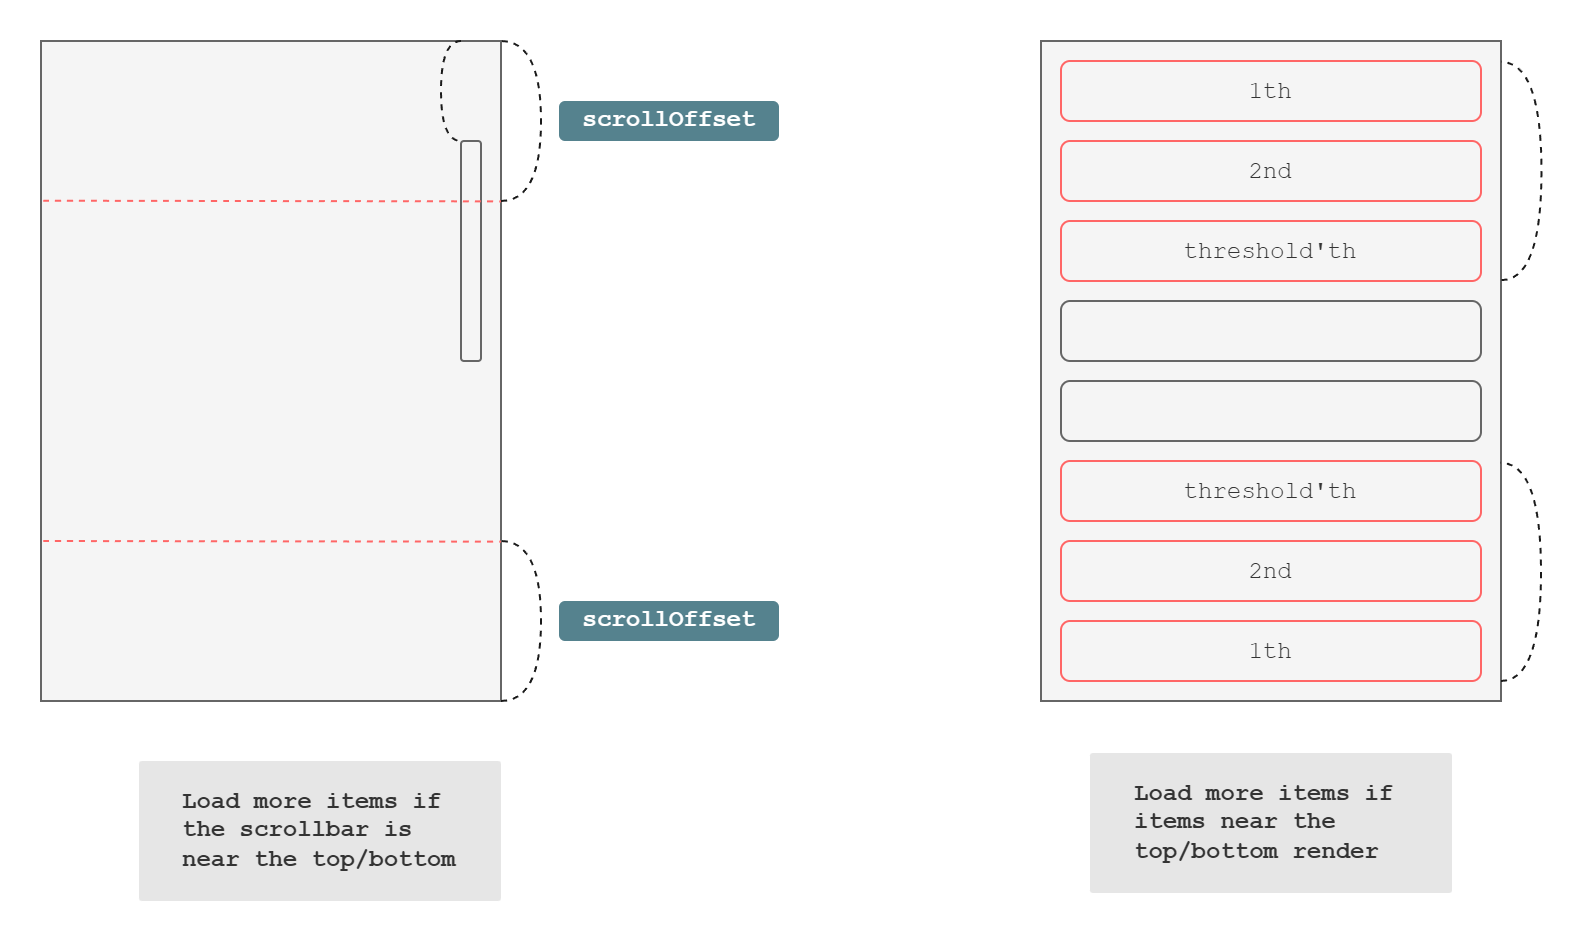 scrollOffset
scrollOffset
Load more items if
the scrollbar is
near the top/bottom
1th
2nd
threshold'th
threshold'th
2nd
1th
Load more items if
items near the
top/bottom render